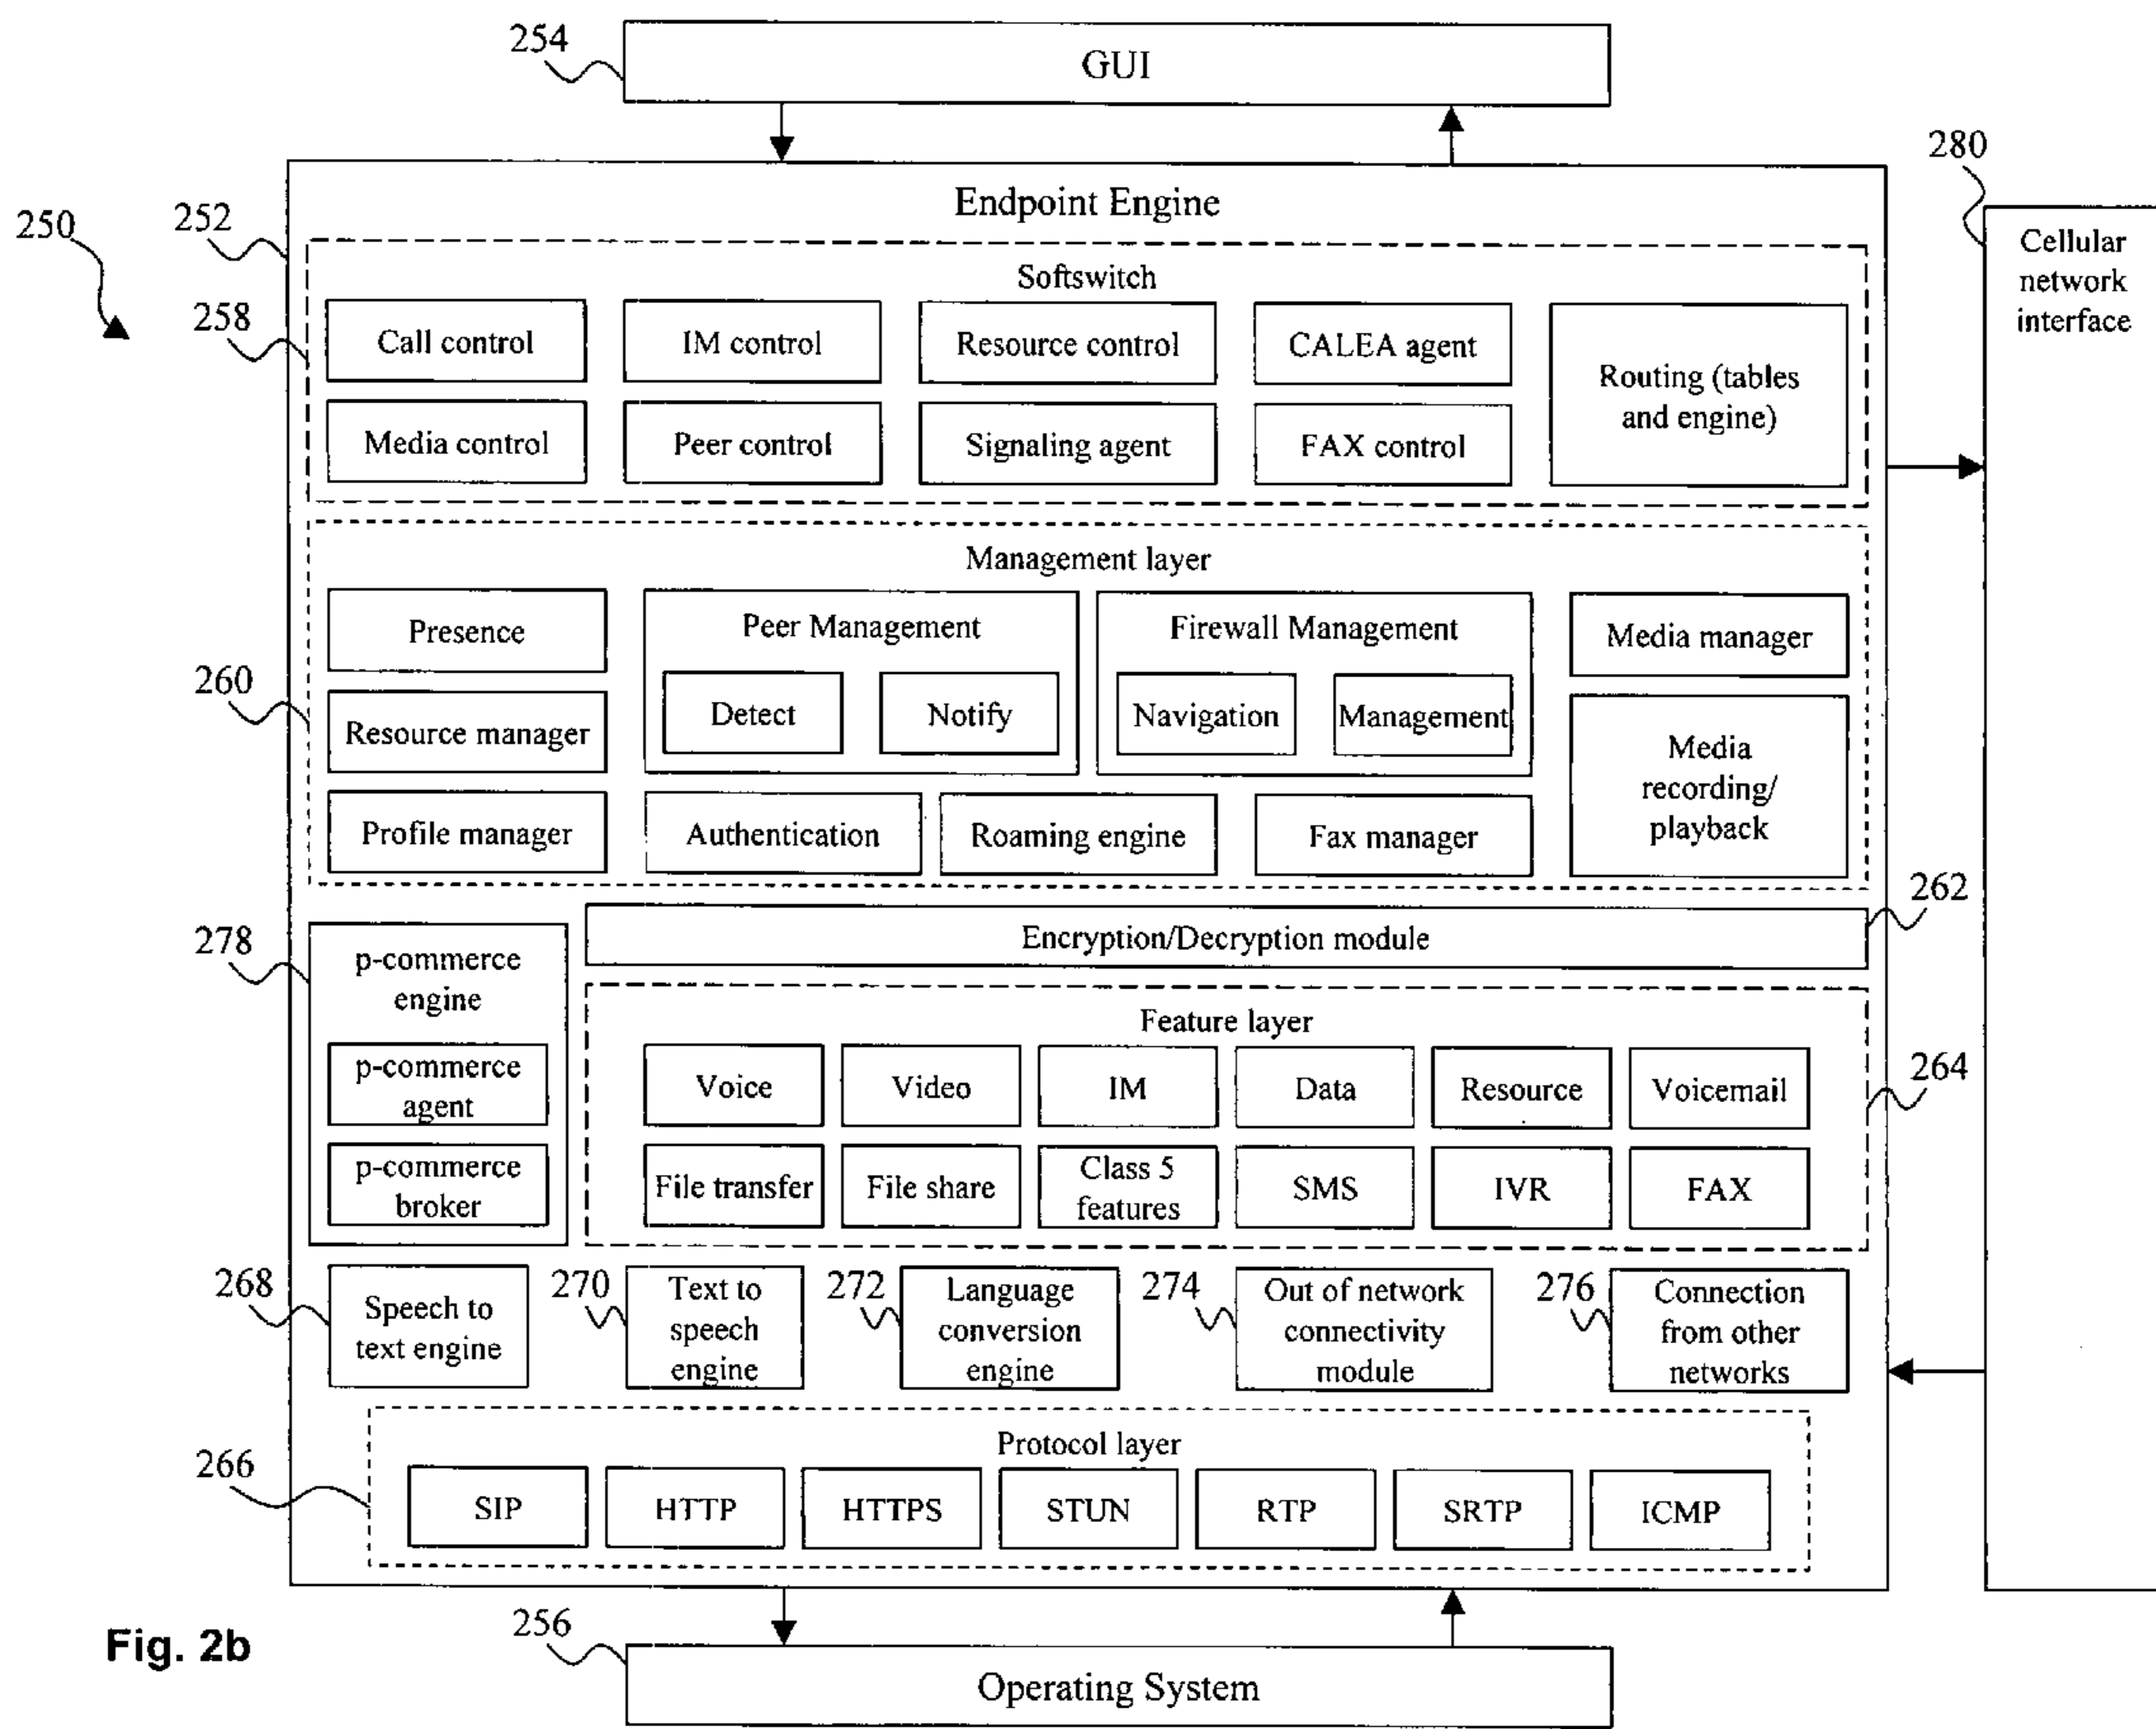 254
GUI
280
Cellular
network
interface
250
252
Endpoint Engine
Softswitch
258
Call control
IM control
Resource control
CALEA agent
Routing (tables
and engine)
Media control
Peer control
Signaling agent
FAX control
Management layer
260
Presence
Peer Management
Detect
Notify
Firewall Management
Navigation
Management
Media manager
Resource manager
Media
recording/
playback
Profile manager
Authentication
Roaming engine
Fax manager
262
Encryption/Decryption module
278
p-commerce
engine
p-commerce
agent
p-commerce
broker
Feature layer
264
Voice
Video
IM
Data
Resource
Voicemail
File transfer
File share
Class 5
features
SMS
IVR
FAX
268
Speech to
text engine
270
Text to
speech
engine
272
Language
conversion
engine
274
Out of network
connectivity
module
276
Connection
from other
networks
266
Protocol layer
SIP
HTTP
HTTPS
STUN
RTP
SRTP
ICMP
256
Operating System
Fig. 2b